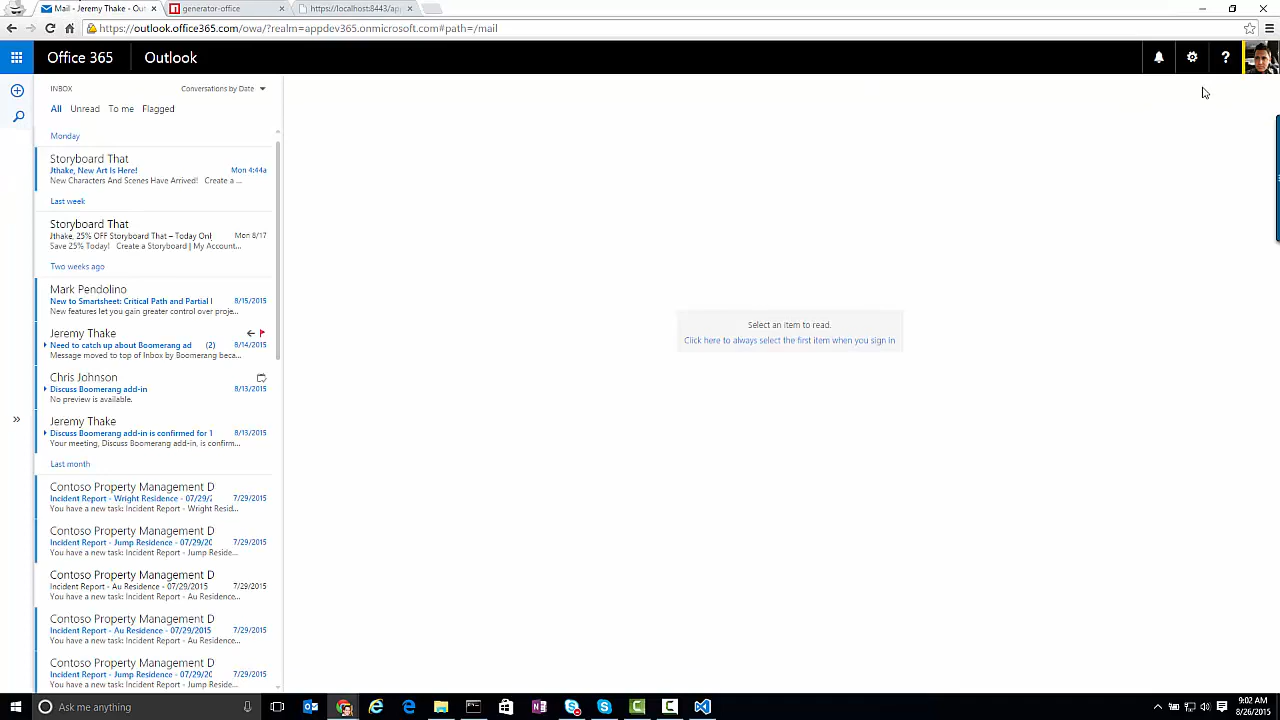 Mail - Jeremy Thake - Out
generator-office
https://localhost:8443/ap
https://outlook.office365.com/owa/?realm=appdev365.onmicrosoft.com#path=/mail
Office 365
Outlook
?
INBOX
Conversations by Date
All Unread To me Flagged
Monday
Storyboard That
Jthake, New Art Is Here! Mon 4:44a
New Characters And Scenes Have Arrived! Create a ...
Last week
Storyboard That
Jthake, 25% OFF Storyboard That – Today Onl Mon 8/17
Save 25% Today! Create a Storyboard | My Account...
Two weeks ago
Mark Pendolino
New to Smartsheet: Critical Path and Partial 8/15/2015
New features let you gain greater control over proje...
Jeremy Thake
Need to catch up about Boomerang ad (2) 8/14/2015
Message moved to top of Inbox by Boomerang beca...
Chris Johnson
Discuss Boomerang add-in 8/13/2015
No preview is available.
Jeremy Thake
Discuss Boomerang add-in is confirmed for 1 8/13/2015
Your meeting, Discuss Boomerang add-in, is confirm...
Last month
Contoso Property Management D
Incident Report - Wright Residence - 07/29/2 7/29/2015
You have a new task: Incident Report - Wright Resid...
Contoso Property Management D
Incident Report - Jump Residence - 07/29/20 7/29/2015
You have a new task: Incident Report - Jump Reside...
Contoso Property Management D
Incident Report - Au Residence - 07/29/2015 7/29/2015
You have a new task: Incident Report - Au Residence...
Contoso Property Management D
Incident Report - Au Residence - 07/29/2015 7/29/2015
You have a new task: Incident Report - Au Residence...
Contoso Property Management D
Incident Report - Jump Residence - 07/29/20 7/29/2015
You have a new task: Incident Report - Jump Reside...
Select an item to read.
Click here to always select the first item when you sign in
Ask me anything
9:02 AM
8/26/2015